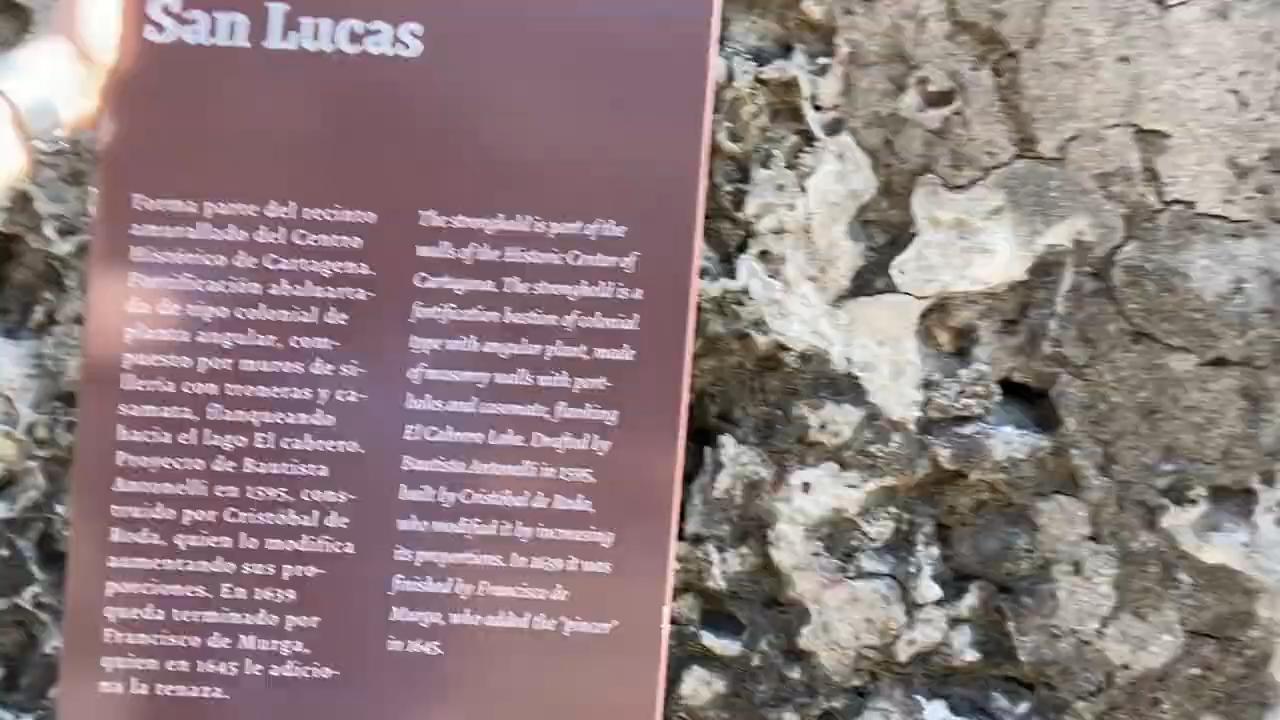 San Lucas
Forma parte del recinto
amurallado del Centro
Histórico de Cartagena.
Fortificación abaluarta-
da de tipo colonial de
planta angular, com-
puesto por muros de si-
llería con troneras y ca-
samata, flanqueando
hacia el lago El cabrero.
Proyecto de Bautista
Antonelli en 1595, cons-
truido por Cristóbal de
Roda, quien lo modifica
aumentando sus pro-
porciones. En 1639
queda terminado por
Francisco de Murga,
quien en 1645 le adicio-
na la tenaza.
The stronghold is part of the
walls of the Historic Centre of
Cartagena. The stronghold is a
fortification bastion of colonial
type with angular plant, made
of masonry walls with port-
holes and casemate, flanking
El Cabrero Lake. Drafted by
Bautista Antonelli in 1595,
built by Cristóbal de Roda,
who modified it by increasing
its proportions. In 1639 it was
finished by Francisco de
Murga, who added the "pincer"
in 1645.